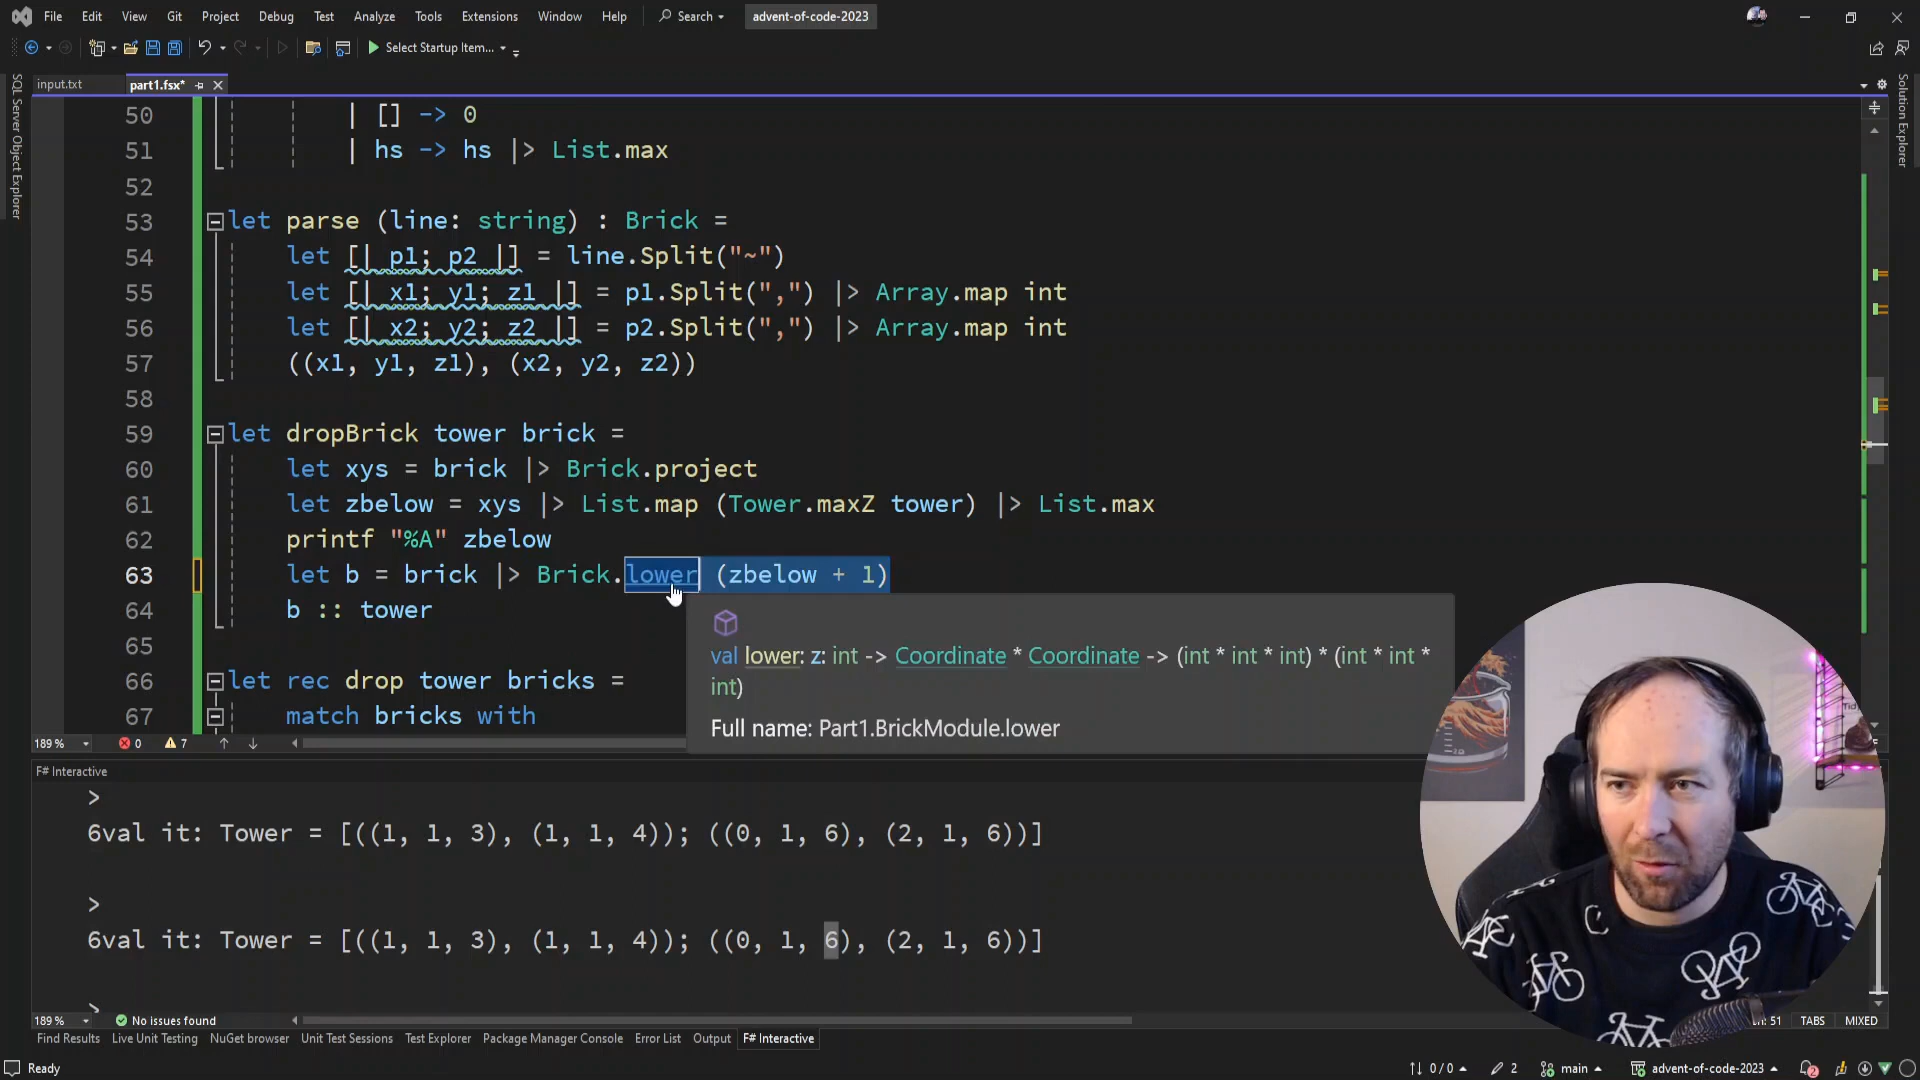 File Edit View Git Project Debug Test Analyze Tools Extensions Window Help Search advent-of-code-2023
Select Startup Item...
input.txt part1.fsx*
SQL Server Object Explorer
Solution Explorer
50 | [] -> 0
51 | hs -> hs |> List.max
52
53 let parse (line: string) : Brick =
54 let [| p1; p2 |] = line.Split("~")
55 let [| x1; y1; z1 |] = p1.Split(",") |> Array.map int
56 let [| x2; y2; z2 |] = p2.Split(",") |> Array.map int
57 ((x1, y1, z1), (x2, y2, z2))
58
59 let dropBrick tower brick =
60 let xys = brick |> Brick.project
61 let zbelow = xys |> List.map (Tower.maxZ tower) |> List.max
62 printf "%A" zbelow
63 let b = brick |> Brick.lower (zbelow + 1)
64 b :: tower
65
66 let rec drop tower bricks =
67 match bricks with
val lower: z: int -> Coordinate * Coordinate -> (int * int * int) * (int * int *
int)
Full name: Part1.BrickModule.lower
189 % 0 7
F# Interactive
>
6val it: Tower = [((1, 1, 3), (1, 1, 4)); ((0, 1, 6), (2, 1, 6))]
>
6val it: Tower = [((1, 1, 3), (1, 1, 4)); ((0, 1, 6), (2, 1, 6))]
>
189 % No issues found Ln: 51 TABS MIXED
Find Results Live Unit Testing NuGet browser Unit Test Sessions Test Explorer Package Manager Console Error List Output F# Interactive
Ready 0 / 0 2 main advent-of-code-2023 2